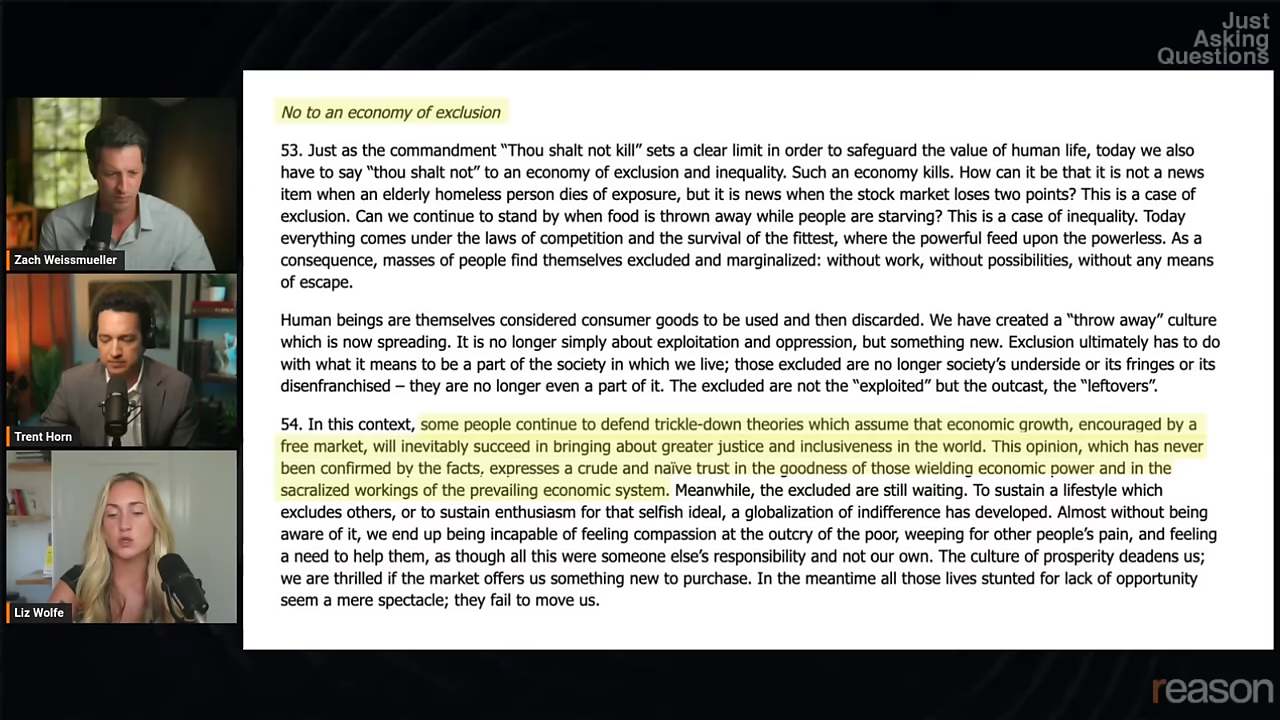 Just
Asking
Questions
No to an economy of exclusion
53. Just as the commandment “Thou shalt not kill” sets a clear limit in order to safeguard the value of human life, today we also
have to say “thou shalt not” to an economy of exclusion and inequality. Such an economy kills. How can it be that it is not a news
item when an elderly homeless person dies of exposure, but it is news when the stock market loses two points? This is a case of
exclusion. Can we continue to stand by when food is thrown away while people are starving? This is a case of inequality. Today
everything comes under the laws of competition and the survival of the fittest, where the powerful feed upon the powerless. As a
consequence, masses of people find themselves excluded and marginalized: without work, without possibilities, without any means
of escape.
Human beings are themselves considered consumer goods to be used and then discarded. We have created a “throw away” culture
which is now spreading. It is no longer simply about exploitation and oppression, but something new. Exclusion ultimately has to do
with what it means to be a part of the society in which we live; those excluded are no longer society’s underside or its fringes or its
disenfranchised – they are no longer even a part of it. The excluded are not the “exploited” but the outcast, the “leftovers”.
54. In this context, some people continue to defend trickle-down theories which assume that economic growth, encouraged by a
free market, will inevitably succeed in bringing about greater justice and inclusiveness in the world. This opinion, which has never
been confirmed by the facts, expresses a crude and naïve trust in the goodness of those wielding economic power and in the
sacralized workings of the prevailing economic system. Meanwhile, the excluded are still waiting. To sustain a lifestyle which
excludes others, or to sustain enthusiasm for that selfish ideal, a globalization of indifference has developed. Almost without being
aware of it, we end up being incapable of feeling compassion at the outcry of the poor, weeping for other people’s pain, and feeling
a need to help them, as though all this were someone else’s responsibility and not our own. The culture of prosperity deadens us;
we are thrilled if the market offers us something new to purchase. In the meantime all those lives stunted for lack of opportunity
seem a mere spectacle; they fail to move us.
Zach Weissmueller
Trent Horn
Liz Wolfe
reason